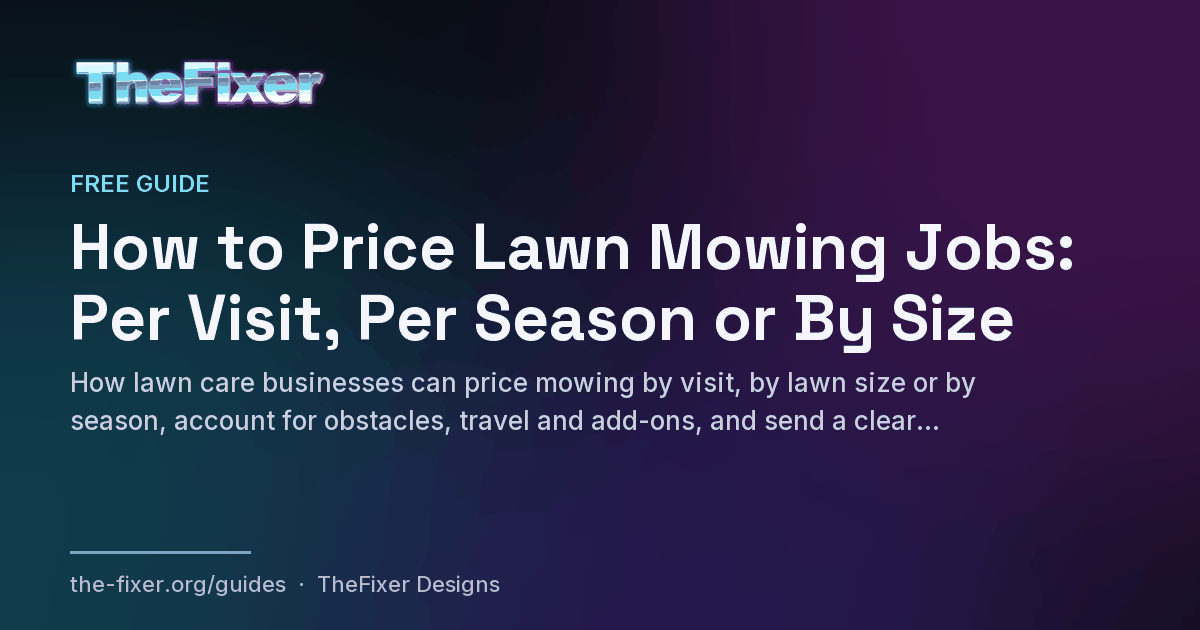 TheFixer
FREE GUIDE
How to Price Lawn Mowing Jobs:
Per Visit, Per Season or By Size
How lawn care businesses can price mowing by visit, by lawn size or by
season, account for obstacles, travel and add-ons, and send a clear...
the-fixer.org/guides · TheFixer Designs